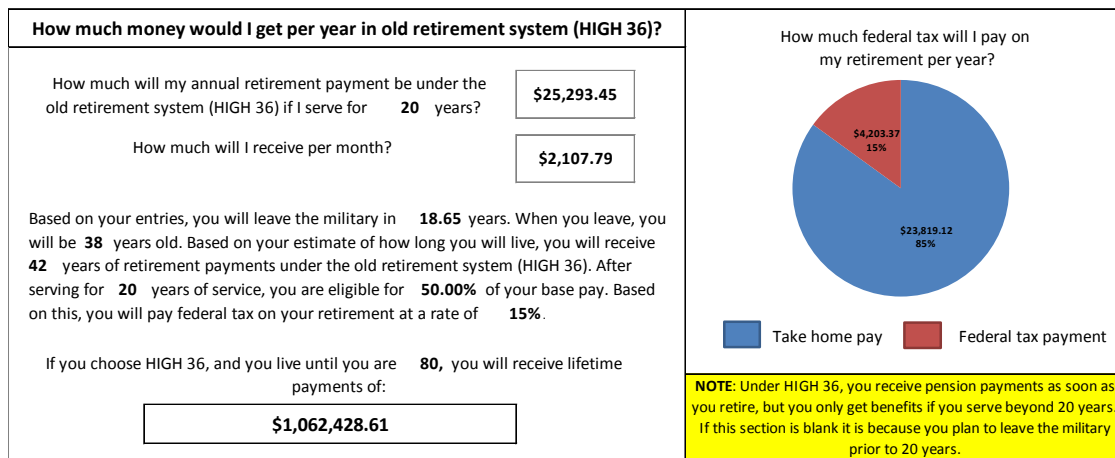 How much money would I get per year in old retirement system (HIGH 36)?
How much will my annual retirement payment be under the
old retirement system (HIGH 36) if I serve for 20 years?
$25,293.45
How much will I receive per month?
$2,107.79
Based on your entries, you will leave the military in 18.65 years. When you leave, you
will be 38 years old. Based on your estimate of how long you will live, you will receive
42 years of retirement payments under the old retirement system (HIGH 36). After
serving for 20 years of service, you are eligible for 50.00% of your base pay. Based
on this, you will pay federal tax on your retirement at a rate of 15%.
If you choose HIGH 36, and you live until you are 80, you will receive lifetime
payments of:
$1,062,428.61
How much federal tax will I pay on
my retirement per year?
$4,203.37
15%
$23,819.12
85%
Take home pay
Federal tax payment
NOTE: Under HIGH 36, you receive pension payments as soon as
you retire, but you only get benefits if you serve beyond 20 years.
If this section is blank it is because you plan to leave the military
prior to 20 years.